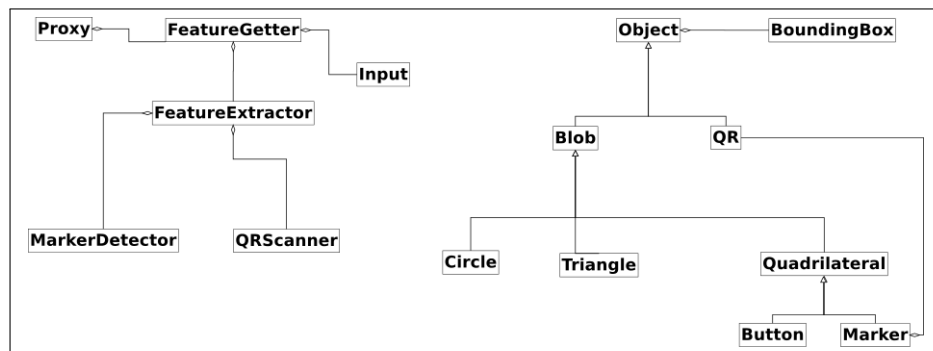 Proxy
FeatureGetter
Input
FeatureExtractor
MarkerDetector
QRScanner
Object
BoundingBox
Blob
QR
Circle
Triangle
Quadrilateral
Button
Marker